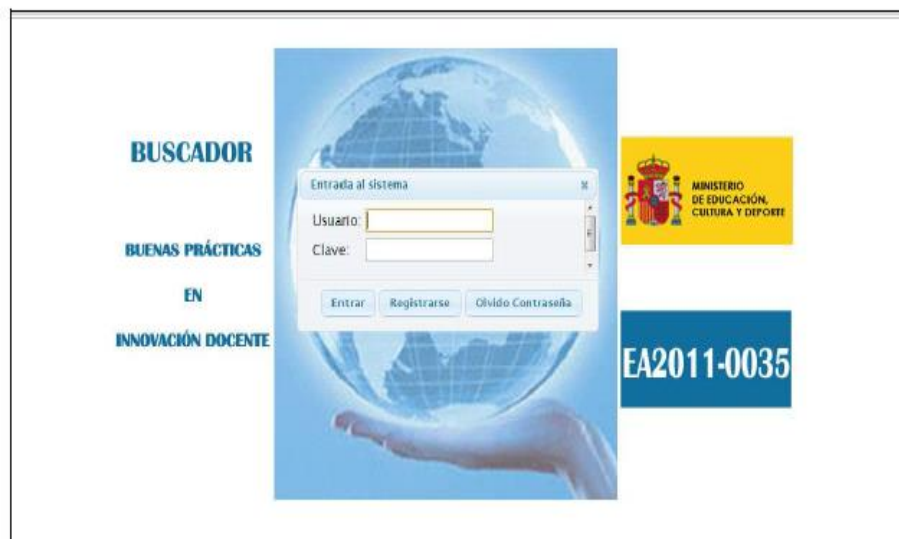 BUSCADOR
BUENAS PRÁCTICAS
EN
INNOVACIÓN DOCENTE
Entrada al sistema
Usuario:
Clave:
Entrar Registrarse Olvido Contraseña
MINISTERIO
DE EDUCACIÓN,
CULTURA Y DEPORTE
EA2011-0035